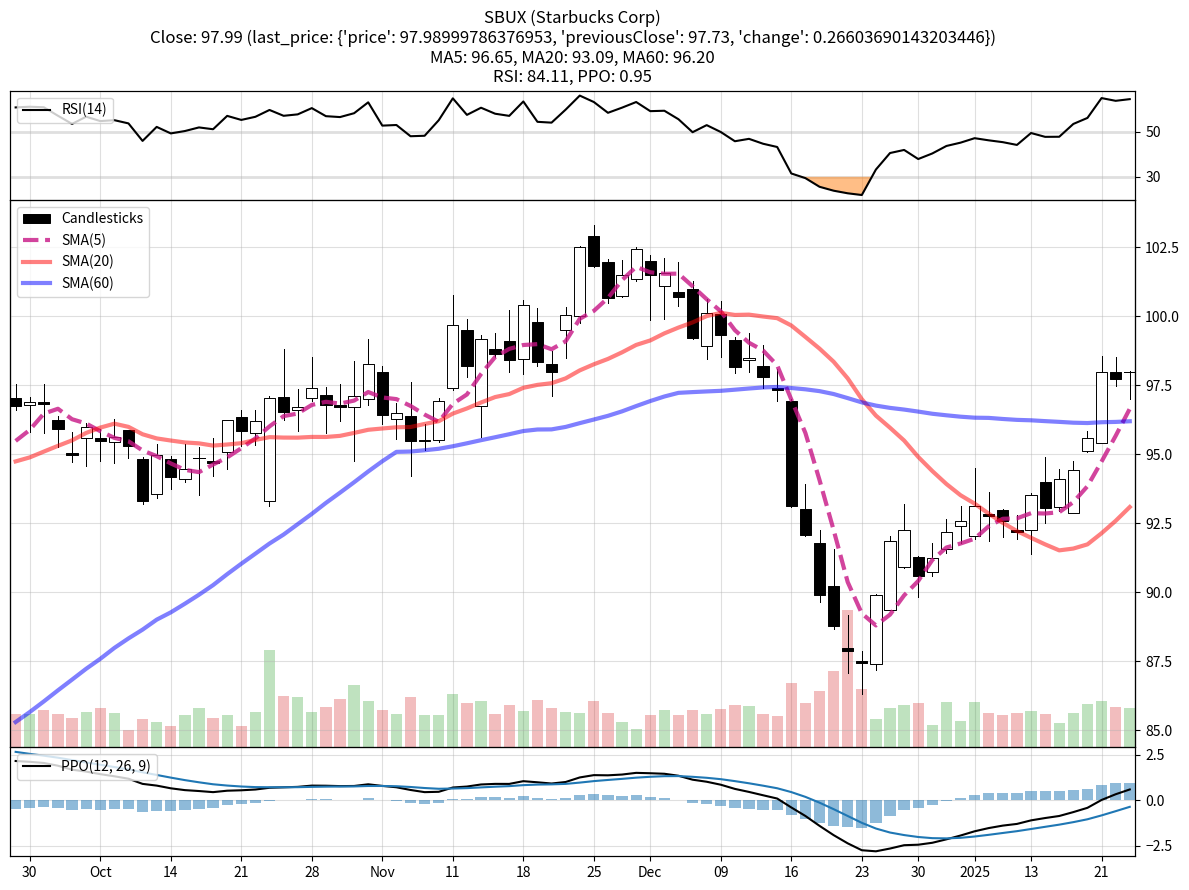 SBUX (Starbucks Corp)
Close: 97.99 (last_price: {'price': 97.98999786376953, 'previousClose': 97.73, 'change': 0.26603690143203446})
MA5: 96.65, MA20: 93.09, MA60: 96.20
RSI: 84.11, PPO: 0.95
RSI(14)
50
30
Candlesticks
SMA(5)
SMA(20)
SMA(60)
102.5
100.0
97.5
95.0
92.5
90.0
87.5
85.0
PPO(12, 26, 9)
2.5
0.0
−2.5
30 Oct 14 21 28 Nov 11 18 25 Dec 09 16 23 30 2025 13 21